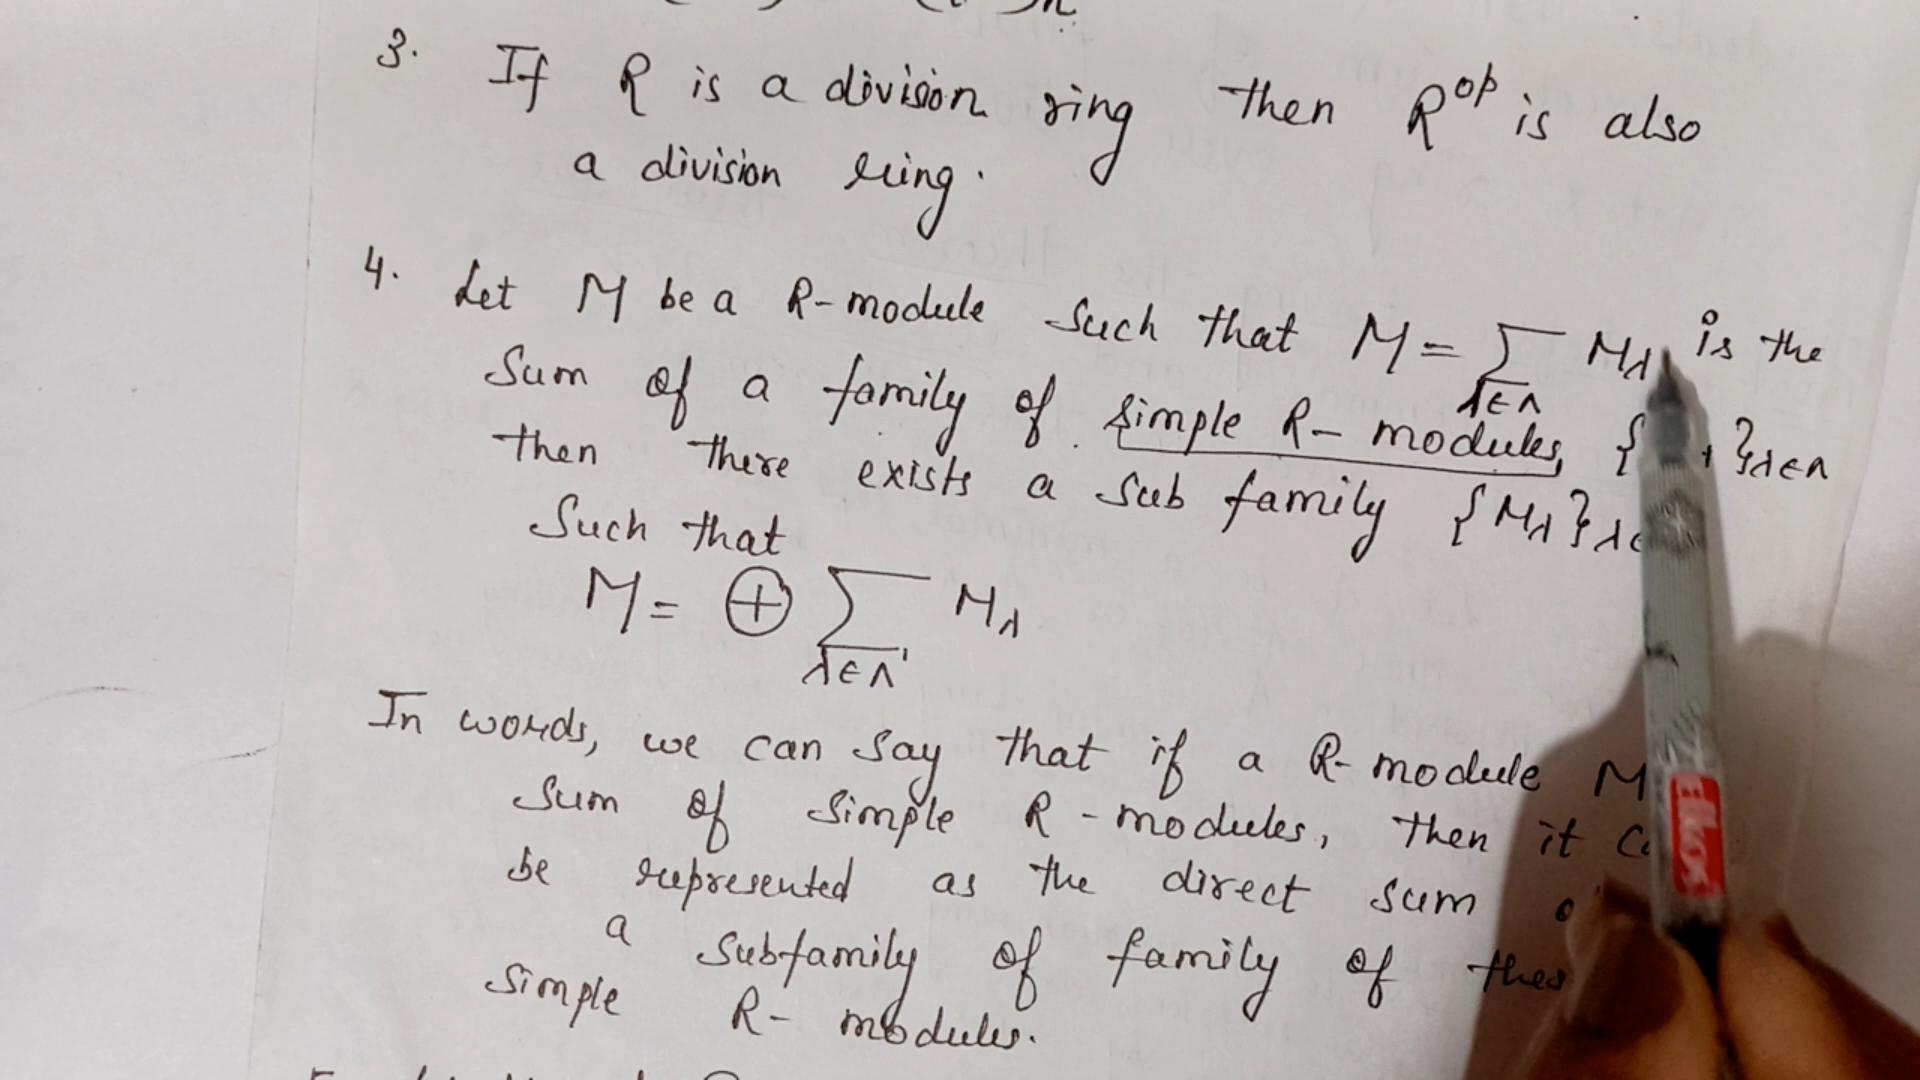 3. If R is a division ring then R^op is also
a division ring.
4. Let M be a R-module such that M = ∑_{λ∈Λ} M_λ is the
Sum of a family of simple R-modules, { }_{λ∈Λ}
then there exists a sub family {M_λ}_λ∈
Such that
M = ⊕ ∑_{λ∈Λ'} M_λ
In words, we can say that if a R-module M
sum of simple R-modules, then it
be represented as the direct sum
a subfamily of family of thes
simple R-modules.
Elkos